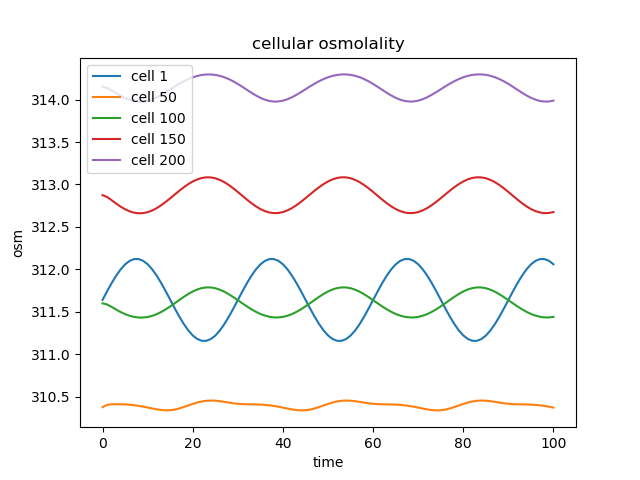 cellular osmolality
cell 1
cell 50
cell 100
cell 150
cell 200
osm
314.0
313.5
313.0
312.5
312.0
311.5
311.0
310.5
0 20 40 60 80 100
time